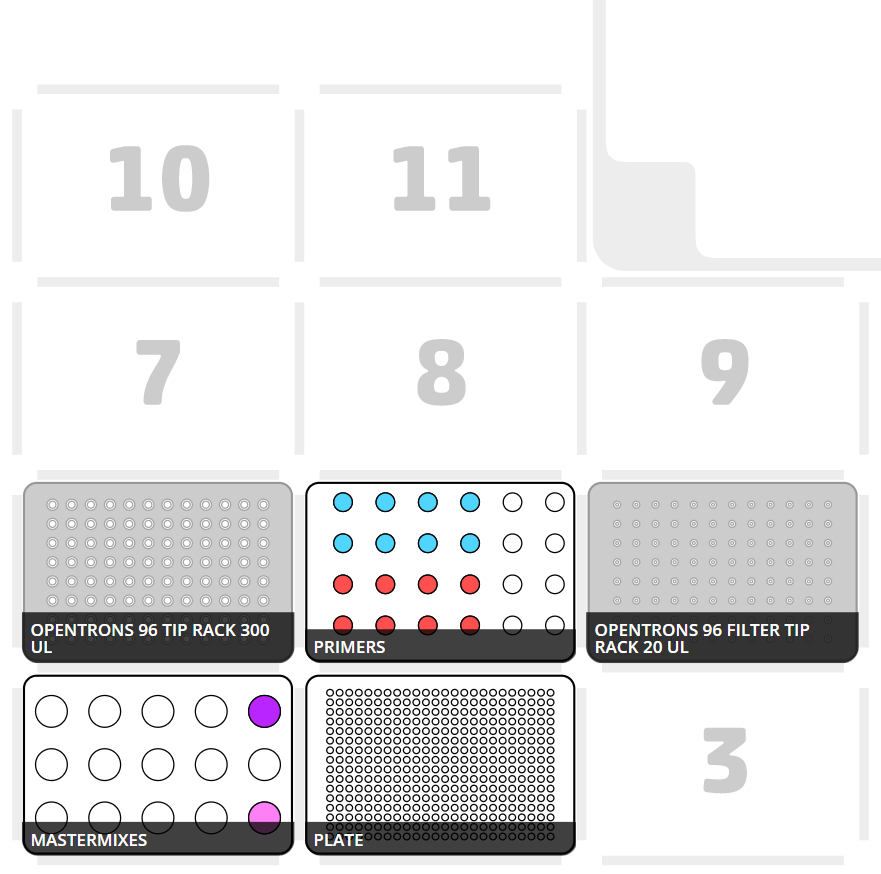 10
11
7
8
9
OPENTRONS 96 TIP RACK 300
UL
PRIMERS
OPENTRONS 96 FILTER TIP
RACK 20 UL
MASTERMIXES
PLATE
3